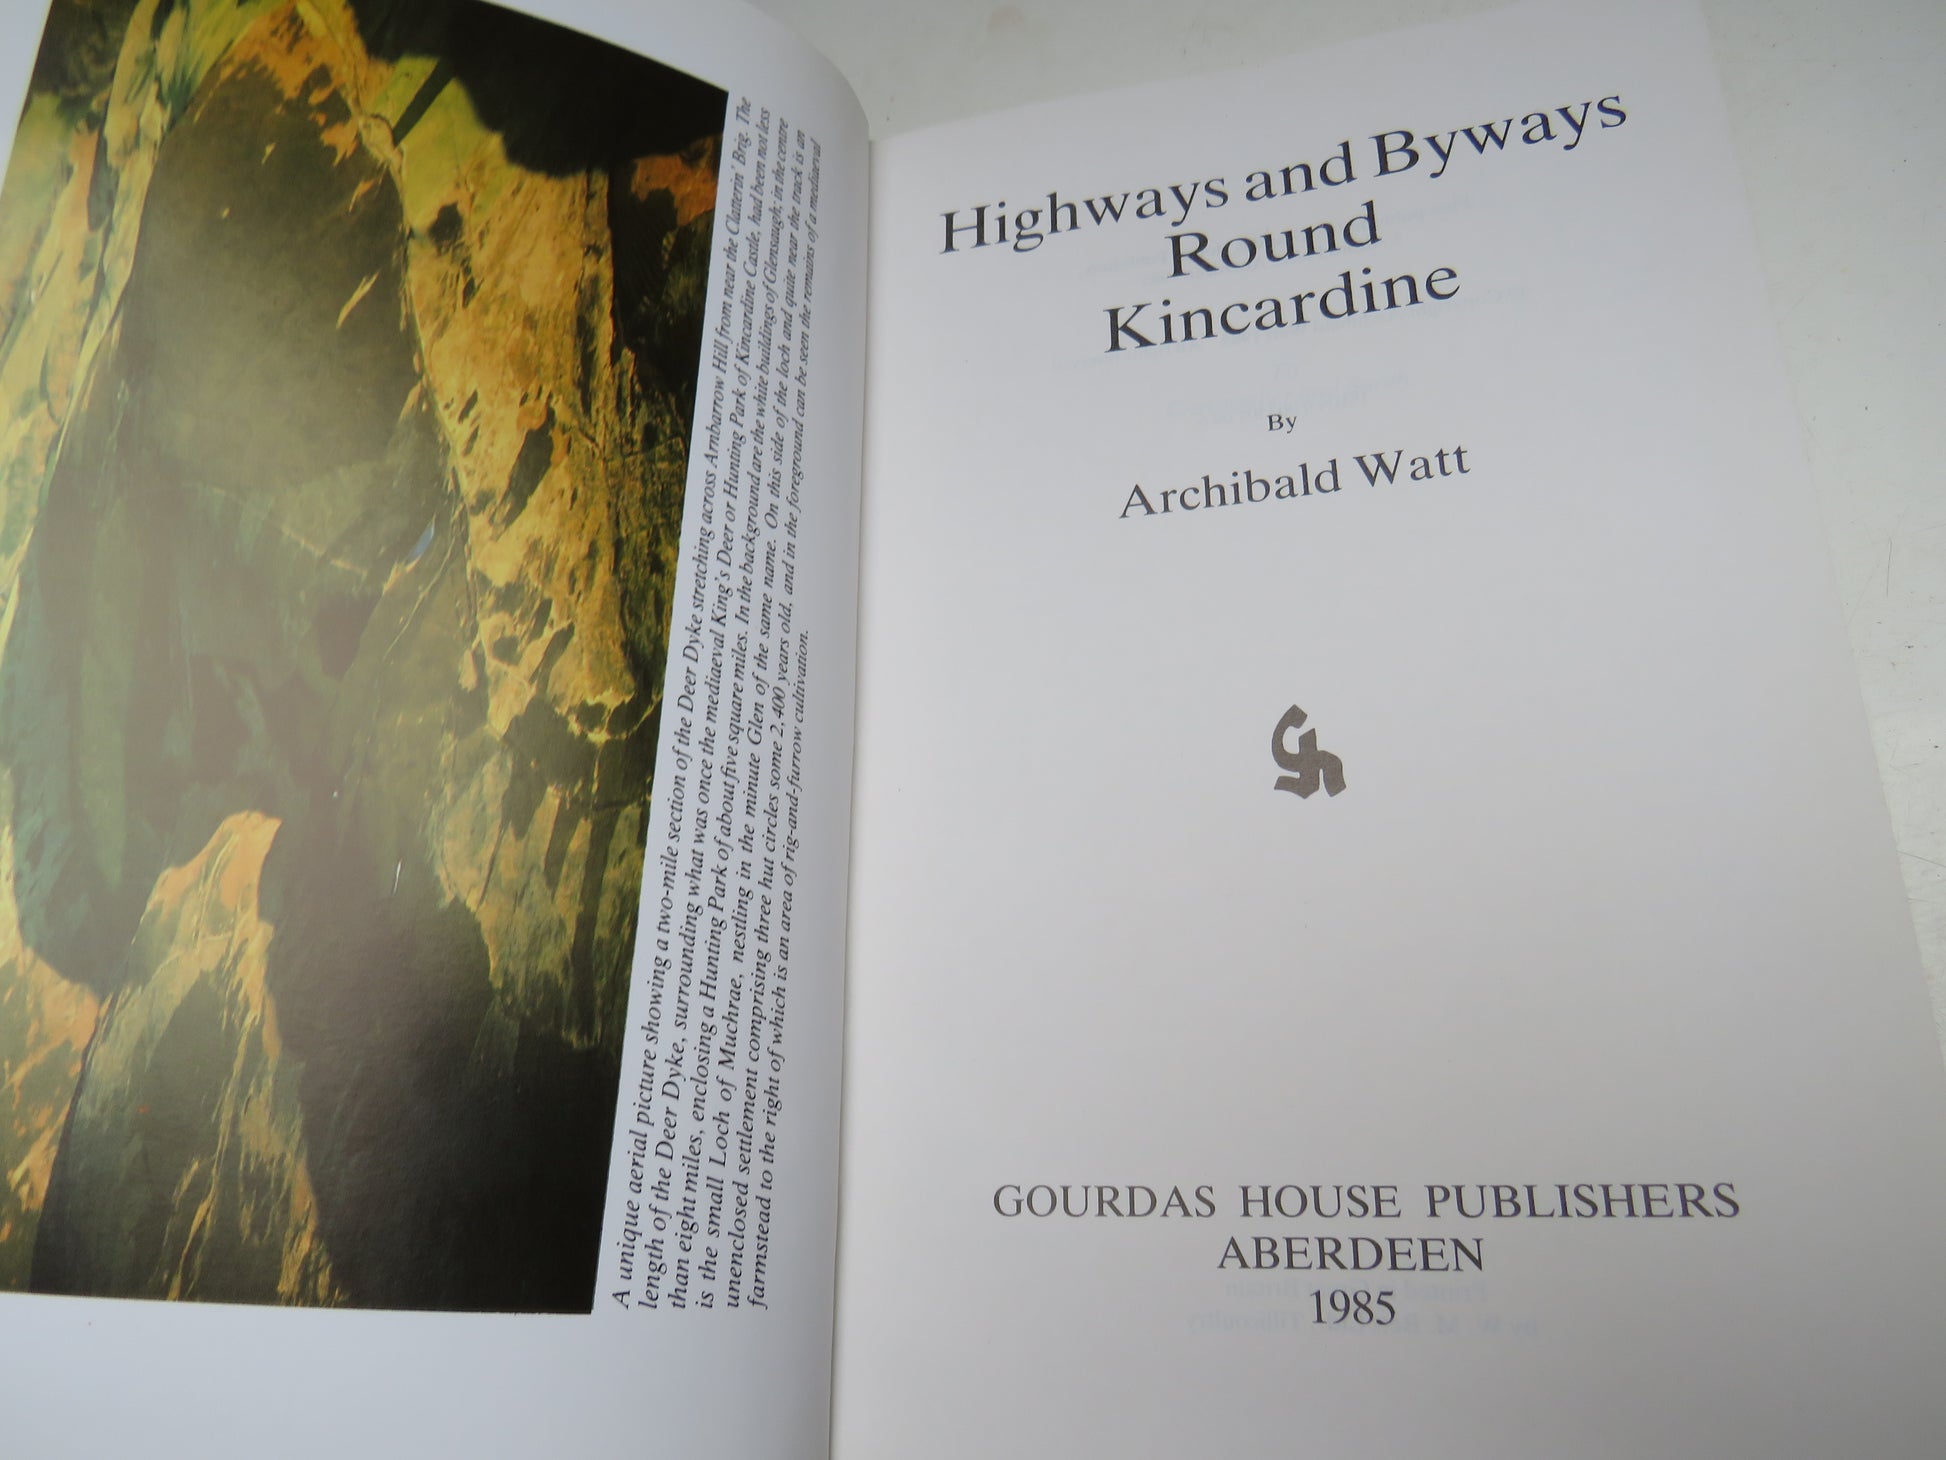 A unique aerial picture showing a two-mile section of the Deer Dyke stretching across Arnbarrow Hill from near the Clatterin' Brig. The
length of the Deer Dyke, surrounding what was once the mediaeval King's Deer or Hunting Park of Kincardine Castle, had been not less
than eight miles, enclosing a Hunting Park of about five square miles. In the background are the white buildings of Glensaugh; in the centre
is the small Loch of Muchrae, nestling in the minute Glen of the same name. On this side of the loch and quite near the track is an
unenclosed settlement comprising three hut circles some 2,400 years old, and in the foreground can be seen the remains of a mediaeval
farmstead to the right of which is an area of rig-and-furrow cultivation.
Highways and Byways
Round
Kincardine
By
Archibald Watt
Gh
GOURDAS HOUSE PUBLISHERS
ABERDEEN
1985